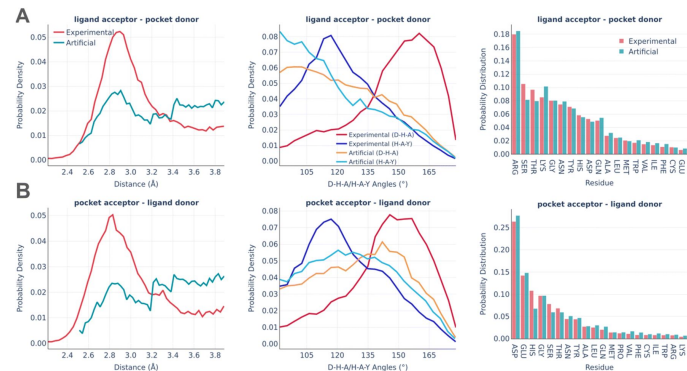 A
ligand acceptor - pocket donor
Experimental
Artificial
Probability Density
0.05
0.04
0.03
0.02
0.01
0.00
2.4 2.6 2.8 3.0 3.2 3.4 3.6 3.8
Distance (Å)
ligand acceptor - pocket donor
Probability Density
0.08
0.07
0.06
0.05
0.04
0.03
0.02
0.01
0.00
Experimental (D-H-A)
Experimental (H-A-Y)
Artificial (D-H-A)
Artificial (H-A-Y)
105 120 135 150 165
D-H-A/H-A-Y Angles (°)
ligand acceptor - pocket donor
Experimental
Artificial
Probability Distribution
0.18
0.16
0.14
0.12
0.10
0.08
0.06
0.04
0.02
0.00
ARG SER THR LYS GLY ASN TYR HIS ASP GLN ALA LEU MET TRP VAL ILE PHE CYS GLU
Residue
B
pocket acceptor - ligand donor
Probability Density
0.05
0.04
0.03
0.02
0.01
0.00
2.4 2.6 2.8 3.0 3.2 3.4 3.6 3.8
Distance (Å)
pocket acceptor - ligand donor
Probability Density
0.08
0.07
0.06
0.05
0.04
0.03
0.02
0.01
0.00
105 120 135 150 165
D-H-A/H-A-Y Angles (°)
pocket acceptor - ligand donor
Probability Distribution
0.25
0.20
0.15
0.10
0.05
0.00
ASP GLU HIS GLY SER THR ASN TYR ALA LEU GLN MET PRO VAL PHE CYS ILE TRP ARG LYS
Residue